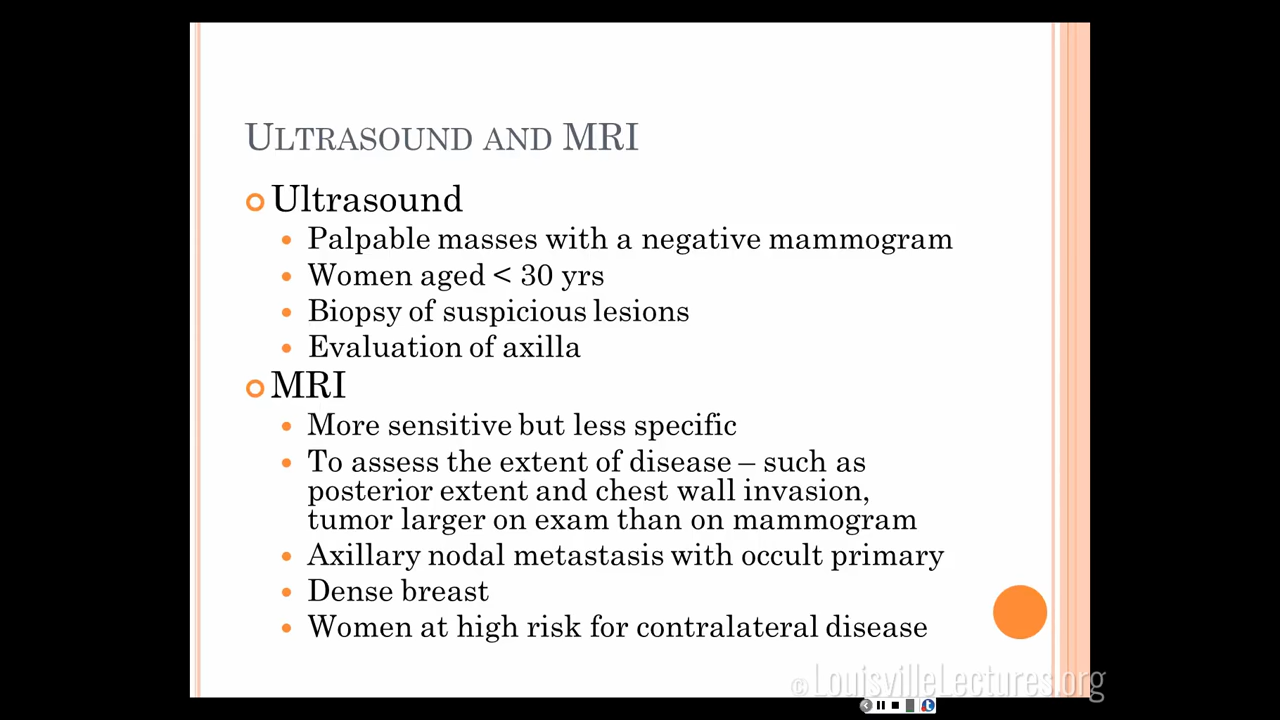 ULTRASOUND AND MRI
Ultrasound
Palpable masses with a negative mammogram
Women aged < 30 yrs
Biopsy of suspicious lesions
Evaluation of axilla
MRI
More sensitive but less specific
To assess the extent of disease – such as
posterior extent and chest wall invasion,
tumor larger on exam than on mammogram
Axillary nodal metastasis with occult primary
Dense breast
Women at high risk for contralateral disease
© LouisvilleLectures.org